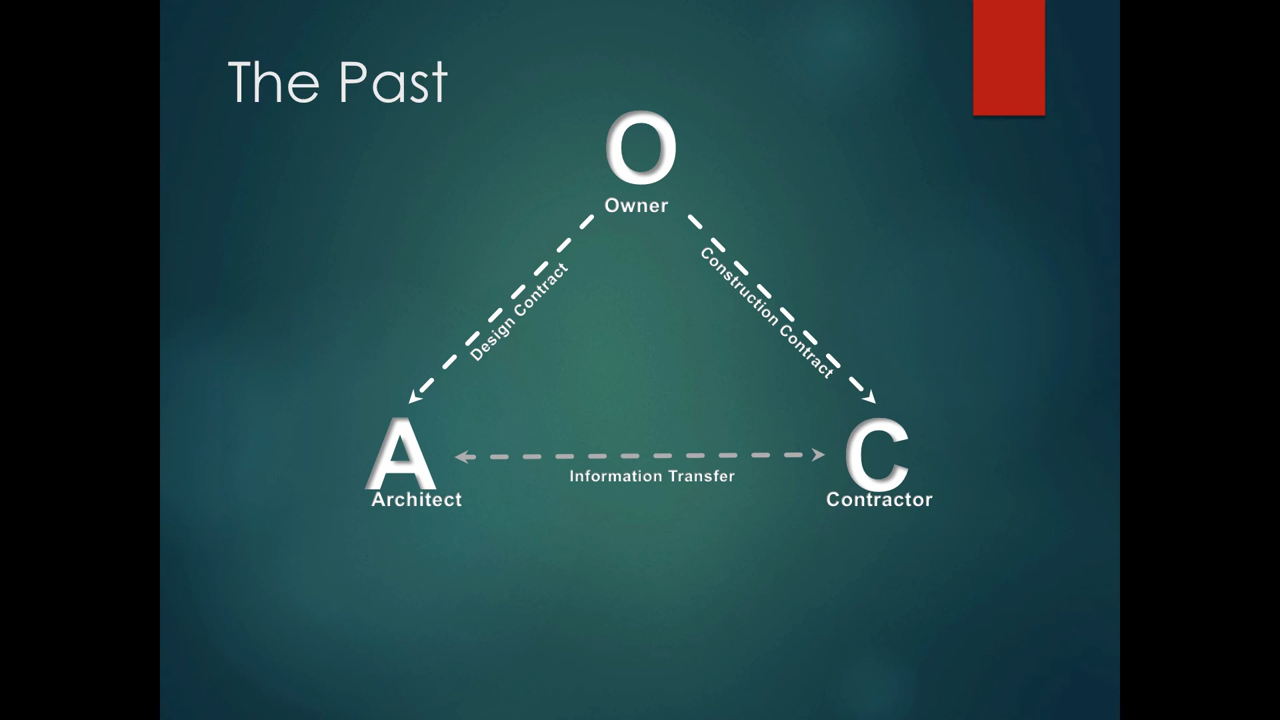 The Past
O
Owner
Design Contract
Construction Contract
A
Architect
Information Transfer
C
Contractor